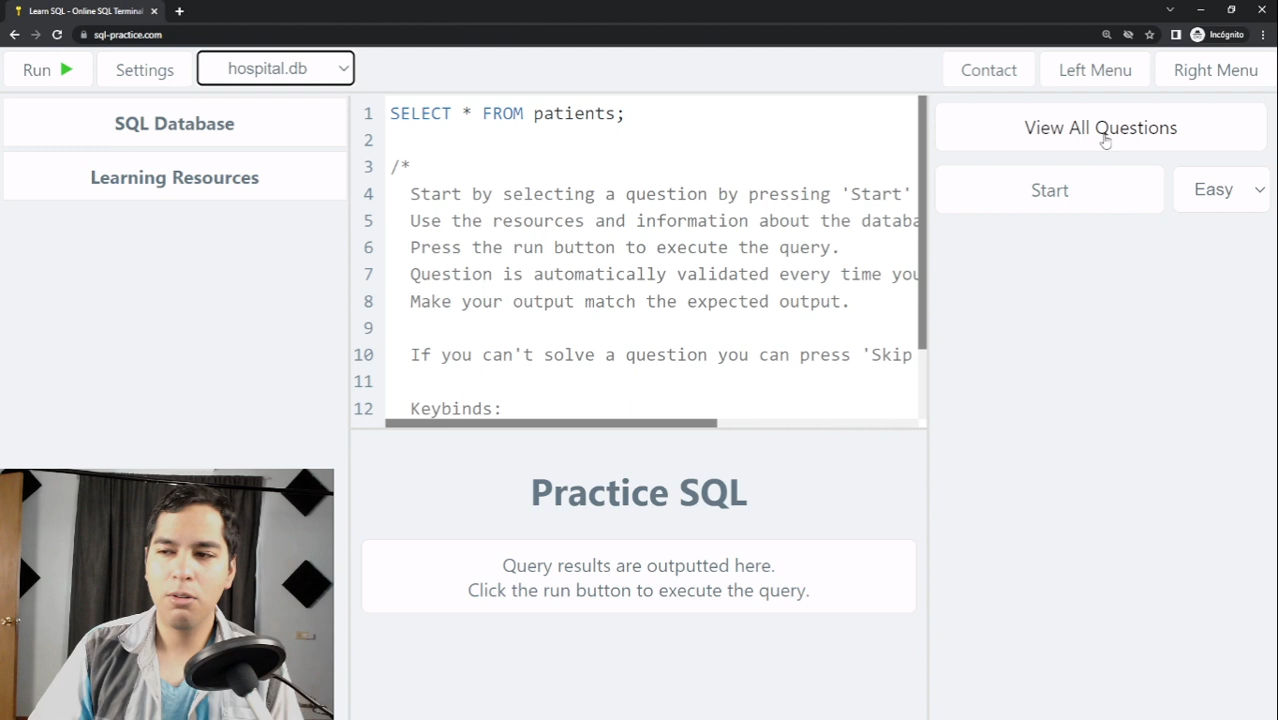 Learn SQL - Online SQL Terminal
sql-practice.com
Incógnito
Run
Settings
hospital.db
Contact
Left Menu
Right Menu
SQL Database
Learning Resources
1 SELECT * FROM patients;
2
3 /*
4 Start by selecting a question by pressing 'Start'
5 Use the resources and information about the databa
6 Press the run button to execute the query.
7 Question is automatically validated every time you
8 Make your output match the expected output.
9
10 If you can't solve a question you can press 'Skip
11
12 Keybinds:
View All Questions
Start
Easy
Practice SQL
Query results are outputted here.
Click the run button to execute the query.